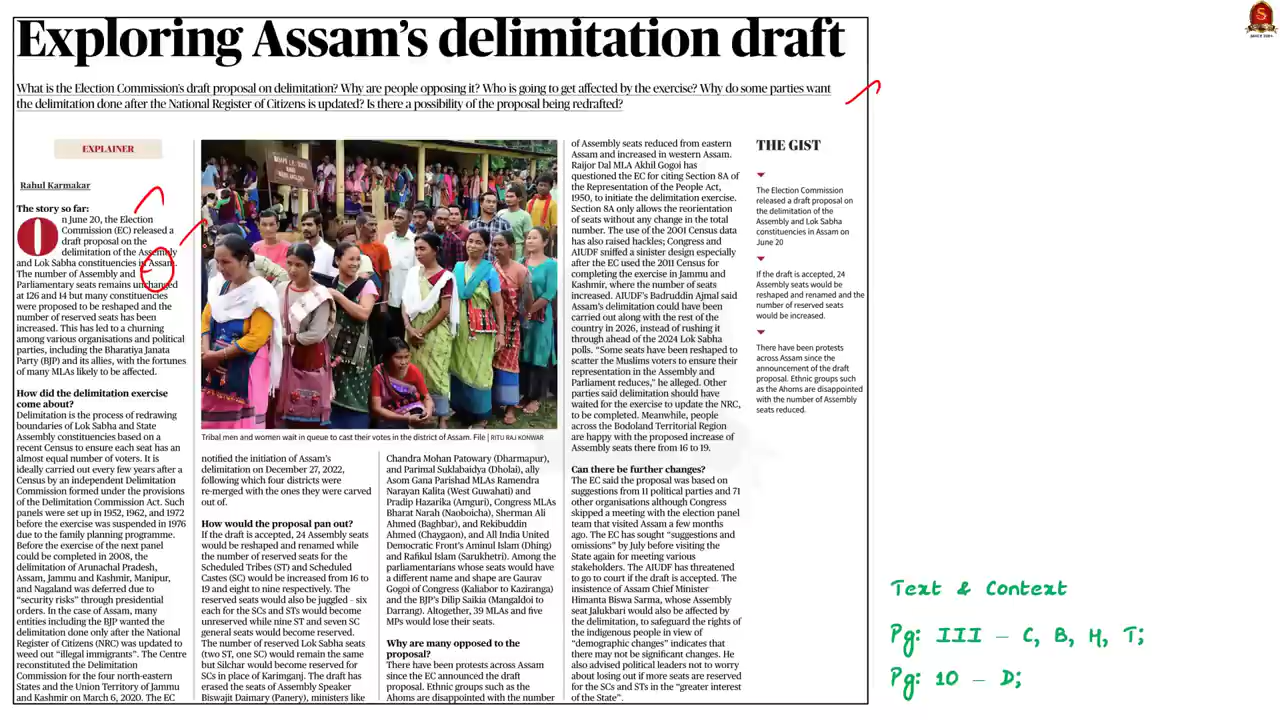 Exploring Assam's delimitation draft
What is the Election Commission's draft proposal on delimitation? Why are people opposing it? Who is going to get affected by the exercise? Why do some parties want
the delimitation done after the National Register of Citizens is updated? Is there a possibility of the proposal being redrafted?
EXPLAINER
Rahul Karmakar
The story so far:
On June 20, the Election
Commission (EC) released a
draft proposal on the
delimitation of the Assembly
and Lok Sabha constituencies in Assam.
The number of Assembly and
Parliamentary seats remains unchanged
at 126 and 14 but many constituencies
were proposed to be reshaped and the
number of reserved seats has been
increased. This has led to a churning
among various organisations and political
parties, including the Bharatiya Janata
Party (BJP) and its allies, with the fortunes
of many MLAs likely to be affected.
How did the delimitation exercise
come about?
Delimitation is the process of redrawing
boundaries of Lok Sabha and State
Assembly constituencies based on a
recent Census to ensure each seat has an
almost equal number of voters. It is
ideally carried out every few years after a
Census by an independent Delimitation
Commission formed under the provisions
of the Delimitation Commission Act. Such
panels were set up in 1952, 1962, and 1972
before the exercise was suspended in 1976
due to the family planning programme.
Before the exercise of the next panel
could be completed in 2008, the
delimitation of Arunachal Pradesh,
Assam, Jammu and Kashmir, Manipur,
and Nagaland was deferred due to
"security risks" through presidential
orders. In the case of Assam, many
entities including the BJP wanted the
delimitation done only after the National
Register of Citizens (NRC) was updated to
weed out "illegal immigrants". The Centre
reconstituted the Delimitation
Commission for the four north-eastern
States and the Union Territory of Jammu
and Kashmir on March 6, 2020. The EC
Tribal men and women wait in queue to cast their votes in the district of Assam. File | RITU RAJ KONWAR
notified the initiation of Assam's
delimitation on December 27, 2022,
following which four districts were
re-merged with the ones they were carved
out of.
How would the proposal pan out?
If the draft is accepted, 24 Assembly seats
would be reshaped and renamed while
the number of reserved seats for the
Scheduled Tribes (ST) and Scheduled
Castes (SC) would be increased from 16 to
19 and eight to nine respectively. The
reserved seats would also be juggled – six
each for the SCs and STs would become
unreserved while nine ST and seven SC
general seats would become reserved.
The number of reserved Lok Sabha seats
(two ST, one SC) would remain the same
but Silchar would become reserved for
SCs in place of Karimganj. The draft has
erased the seats of Assembly Speaker
Biswajit Daimary (Panery), ministers like
Chandra Mohan Patowary (Dharmapur),
and Parimal Suklabaidya (Dholai), ally
Asom Gana Parishad MLAs Ramendra
Narayan Kalita (West Guwahati) and
Pradip Hazarika (Amguri), Congress MLAs
Bharat Narah (Naoboicha), Sherman Ali
Ahmed (Baghbar), and Rekibuddin
Ahmed (Chaygaon), and All India United
Democratic Front's Aminul Islam (Dhing)
and Rafikul Islam (Sarukhetri). Among the
parliamentarians whose seats would have
a different name and shape are Gaurav
Gogoi of Congress (Kaliabor to Kaziranga)
and the BJP's Dilip Saikia (Mangaldoi to
Darrang). Altogether, 39 MLAs and five
MPs would lose their seats.
Why are many opposed to the
proposal?
There have been protests across Assam
since the EC announced the draft
proposal. Ethnic groups such as the
Ahoms are disappointed with the number
of Assembly seats reduced from eastern
Assam and increased in western Assam.
Raijor Dal MLA Akhil Gogoi has
questioned the EC for citing Section 8A of
the Representation of the People Act,
1950, to initiate the delimitation exercise.
Section 8A only allows the reorientation
of seats without any change in the total
number. The use of the 2001 Census data
has also raised hackles; Congress and
AIUDF sniffed a sinister design especially
after the EC used the 2011 Census for
completing the exercise in Jammu and
Kashmir, where the number of seats
increased. AIUDF's Badruddin Ajmal said
Assam's delimitation could have been
carried out along with the rest of the
country in 2026, instead of rushing it
through ahead of the 2024 Lok Sabha
polls. "Some seats have been reshaped to
scatter the Muslims voters to ensure their
representation in the Assembly and
Parliament reduces," he alleged. Other
parties said delimitation should have
waited for the exercise to update the NRC,
to be completed. Meanwhile, people
across the Bodoland Territorial Region
are happy with the proposed increase of
Assembly seats there from 16 to 19.
Can there be further changes?
The EC said the proposal was based on
suggestions from 11 political parties and 71
other organisations although Congress
skipped a meeting with the election panel
team that visited Assam a few months
ago. The EC has sought "suggestions and
omissions" by July before visiting the
State again for meeting various
stakeholders. The AIUDF has threatened
to go to court if the draft is accepted. The
insistence of Assam Chief Minister
Himanta Biswa Sarma, whose Assembly
seat Jalukbari would also be affected by
the delimitation, to safeguard the rights of
the indigenous people in view of
"demographic changes" indicates that
there may not be significant changes. He
also advised political leaders not to worry
about losing out if more seats are reserved
for the SCs and STs in the "greater interest
of the State".
THE GIST
The Election Commission
released a draft proposal on
the delimitation of the
Assembly and Lok Sabha
constituencies in Assam on
June 20
If the draft is accepted, 24
Assembly seats would be
reshaped and renamed and the
number of reserved seats
would be increased.
There have been protests
across Assam since the
announcement of the draft
proposal. Ethnic groups such
as the Ahoms are disappointed
with the number of Assembly
seats reduced.
Text & Context
Pg: III – C, B, H, T;
Pg: 10 – D;